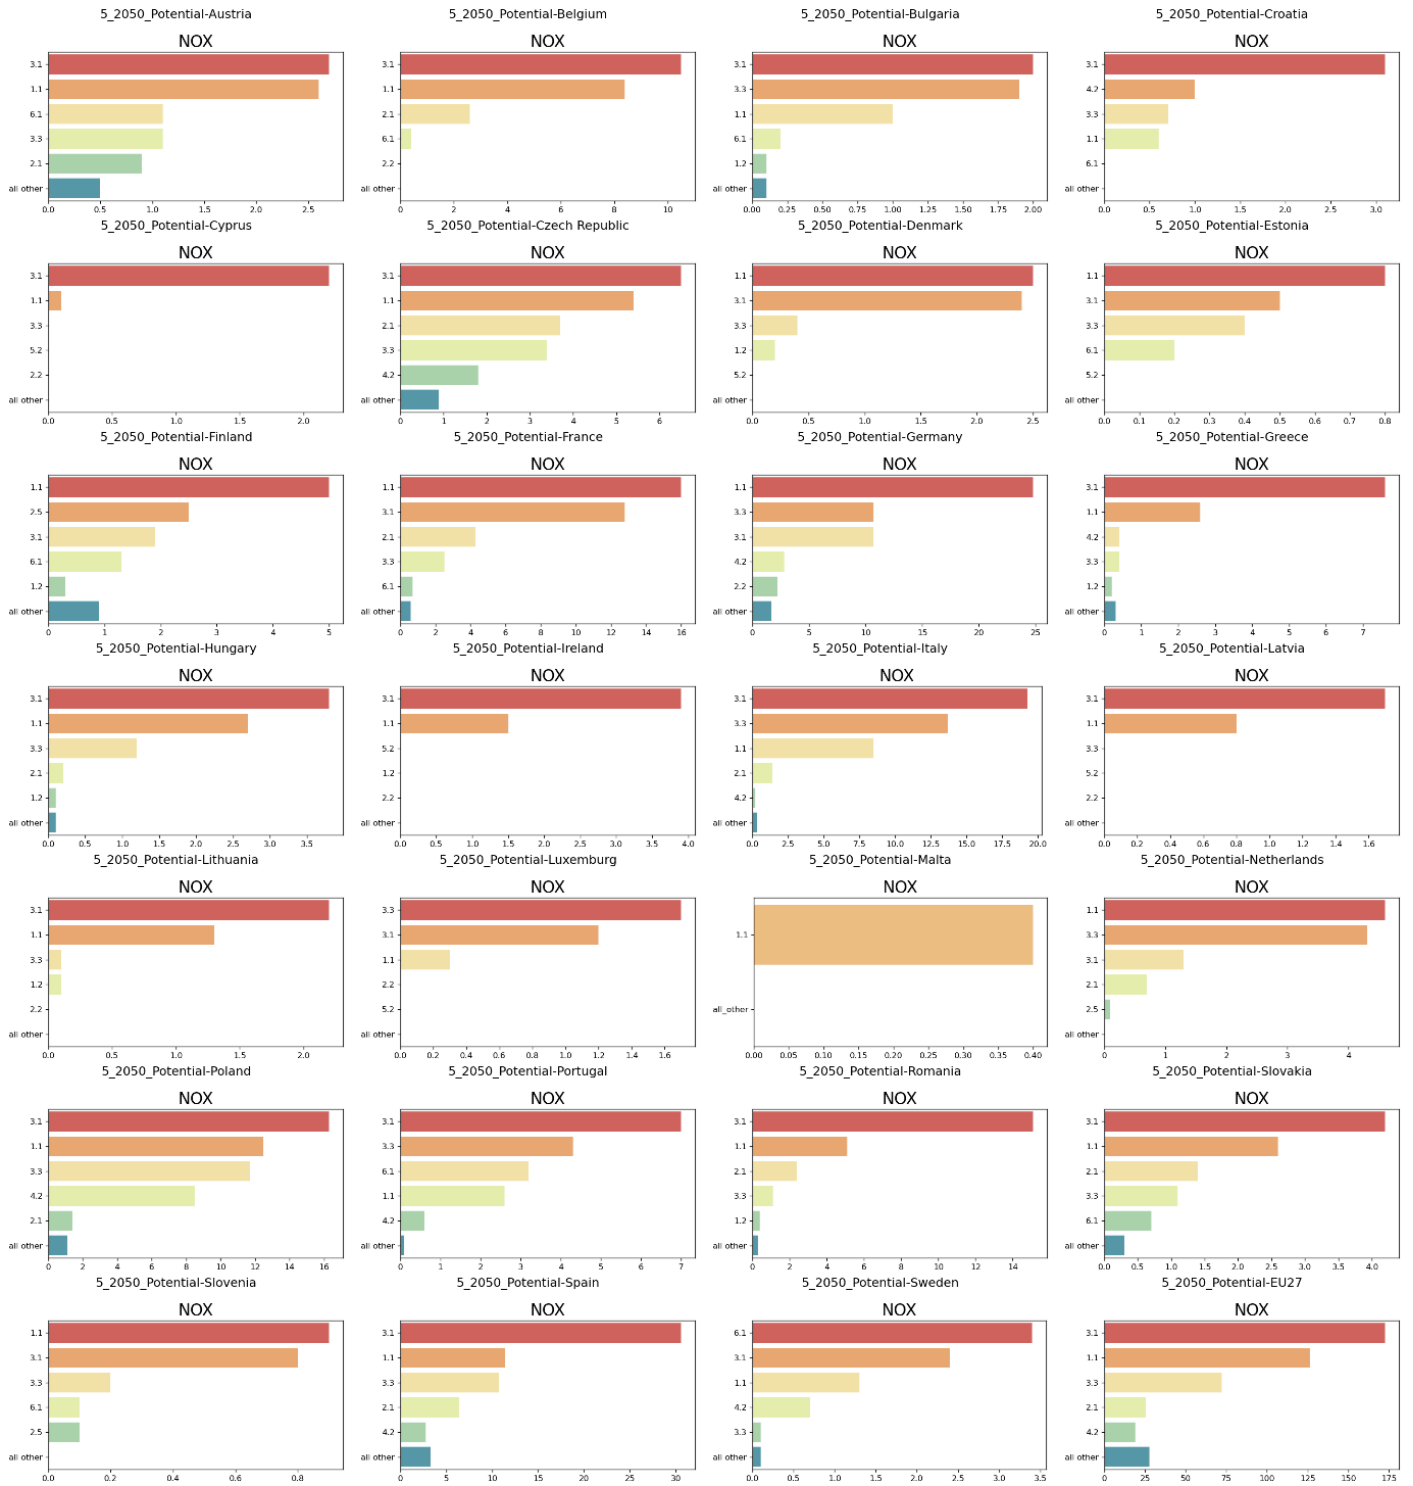 5_2050_Potential-Austria
NOX
3.1
1.1
6.1
3.3
2.1
all other
0.0 0.5 1.0 1.5 2.0 2.5
5_2050_Potential-Belgium
NOX
3.1
1.1
2.1
6.1
2.2
all other
0 2 4 6 8 10
5_2050_Potential-Bulgaria
NOX
3.1
3.3
1.1
6.1
1.2
all other
0.00 0.25 0.50 0.75 1.00 1.25 1.50 1.75 2.00
5_2050_Potential-Croatia
NOX
3.1
4.2
3.3
1.1
6.1
all other
0.0 0.5 1.0 1.5 2.0 2.5 3.0
5_2050_Potential-Cyprus
NOX
3.1
1.1
3.3
5.2
2.2
all other
0.0 0.5 1.0 1.5 2.0
5_2050_Potential-Czech Republic
NOX
3.1
1.1
2.1
3.3
4.2
all other
0 1 2 3 4 5 6
5_2050_Potential-Denmark
NOX
1.1
3.1
3.3
1.2
5.2
all other
0.0 0.5 1.0 1.5 2.0 2.5
5_2050_Potential-Estonia
NOX
1.1
3.1
3.3
6.1
5.2
all other
0.0 0.1 0.2 0.3 0.4 0.5 0.6 0.7 0.8
5_2050_Potential-Finland
NOX
1.1
2.5
3.1
6.1
1.2
all other
0 1 2 3 4 5
5_2050_Potential-France
NOX
1.1
3.1
2.1
3.3
6.1
all other
0 2 4 6 8 10 12 14 16
5_2050_Potential-Germany
NOX
1.1
3.3
3.1
4.2
2.2
all other
0 5 10 15 20 25
5_2050_Potential-Greece
NOX
3.1
1.1
4.2
3.3
1.2
all other
0 1 2 3 4 5 6 7
5_2050_Potential-Hungary
NOX
3.1
1.1
3.3
2.1
1.2
all other
0.0 0.5 1.0 1.5 2.0 2.5 3.0 3.5
5_2050_Potential-Ireland
NOX
3.1
1.1
5.2
1.2
2.2
all other
0.0 0.5 1.0 1.5 2.0 2.5 3.0 3.5 4.0
5_2050_Potential-Italy
NOX
3.1
3.3
1.1
2.1
4.2
all other
0.0 2.5 5.0 7.5 10.0 12.5 15.0 17.5 20.0
5_2050_Potential-Latvia
NOX
3.1
1.1
3.3
5.2
2.2
all other
0.0 0.2 0.4 0.6 0.8 1.0 1.2 1.4 1.6
5_2050_Potential-Lithuania
NOX
3.1
1.1
3.3
1.2
2.2
all other
0.0 0.5 1.0 1.5 2.0
5_2050_Potential-Luxemburg
NOX
3.3
3.1
1.1
2.2
5.2
all other
0.0 0.2 0.4 0.6 0.8 1.0 1.2 1.4 1.6
5_2050_Potential-Malta
NOX
1.1
all_other
0.00 0.05 0.10 0.15 0.20 0.25 0.30 0.35 0.40
5_2050_Potential-Netherlands
NOX
1.1
3.3
3.1
2.1
2.5
all other
0 1 2 3 4
5_2050_Potential-Poland
NOX
3.1
1.1
3.3
4.2
2.1
all other
0 2 4 6 8 10 12 14 16
5_2050_Potential-Portugal
NOX
3.1
3.3
6.1
1.1
4.2
all other
0 1 2 3 4 5 6 7
5_2050_Potential-Romania
NOX
3.1
1.1
2.1
3.3
1.2
all other
0 2 4 6 8 10 12 14
5_2050_Potential-Slovakia
NOX
3.1
1.1
2.1
3.3
6.1
all other
0.0 0.5 1.0 1.5 2.0 2.5 3.0 3.5 4.0
5_2050_Potential-Slovenia
NOX
1.1
3.1
3.3
6.1
2.5
all other
0.0 0.2 0.4 0.6 0.8
5_2050_Potential-Spain
NOX
3.1
1.1
3.3
2.1
4.2
all other
0 5 10 15 20 25 30
5_2050_Potential-Sweden
NOX
6.1
3.1
1.1
4.2
3.3
all other
0.0 0.5 1.0 1.5 2.0 2.5 3.0 3.5
5_2050_Potential-EU27
NOX
3.1
1.1
3.3
2.1
4.2
all other
0 25 50 75 100 125 150 175